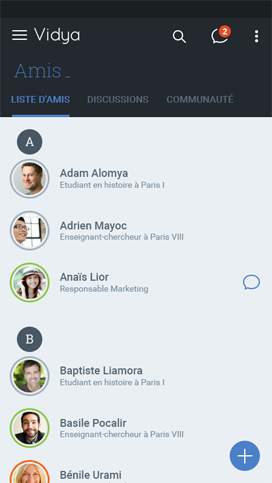 Vidya
2
Amis_
LISTE D'AMIS DISCUSSIONS COMMUNAUTÉ
A
Adam Alomya
Etudiant en histoire à Paris I
Adrien Mayoc
Enseignant-chercheur à Paris VIII
Anaïs Lior
Responsable Marketing
B
Baptiste Liamora
Etudiant en histoire à Paris I
Basile Pocalir
Enseignant-chercheur à Paris VIII
Bénile Urami